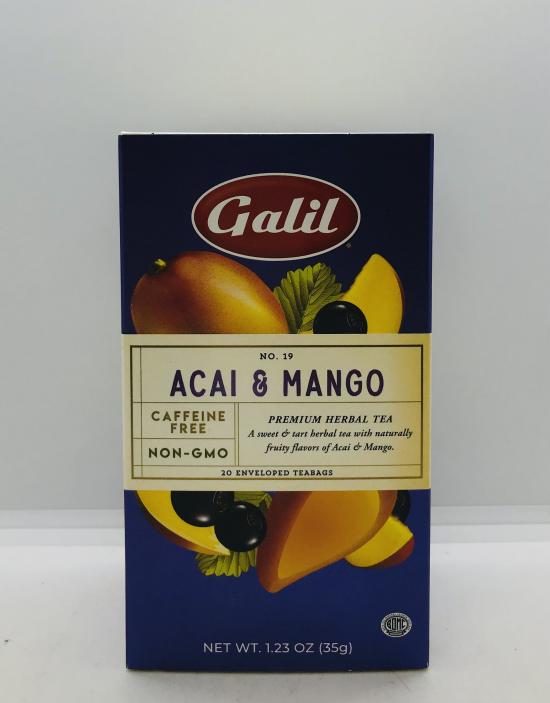 Galil
NO. 19
ACAI & MANGO
CAFFEINE
FREE
NON-GMO
PREMIUM HERBAL TEA
A sweet & tart herbal tea with naturally
fruity flavors of Acai & Mango.
20 ENVELOPED TEABAGS
NET WT. 1.23 OZ (35g)